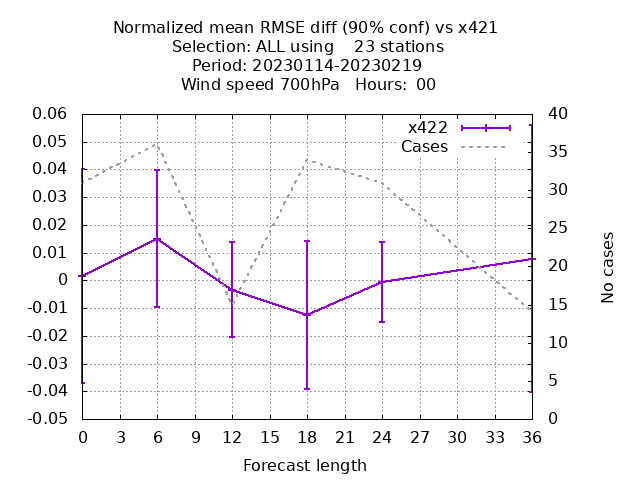 Normalized mean RMSE diff (90% conf) vs x421
Selection: ALL using    23 stations
Period: 20230114-20230219
Wind speed 700hPa   Hours:  00
x422
Cases
0.06
0.05
0.04
0.03
0.02
0.01
0
-0.01
-0.02
-0.03
-0.04
-0.05
40
35
30
25
20
15
10
5
0
No cases
0 3 6 9 12 15 18 21 24 27 30 33 36
Forecast length